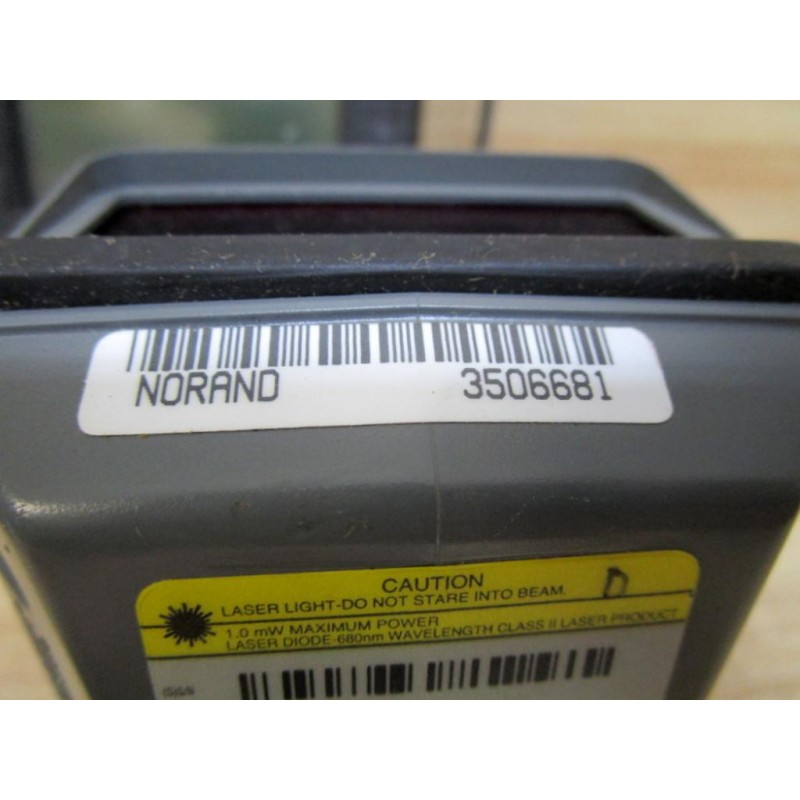 NORAND 3506681
CAUTION
LASER LIGHT-DO NOT STARE INTO BEAM.
D
1.0 mW MAXIMUM POWER
LASER DIODE-680nm WAVELENGTH CLASS II LASER PRODUCT